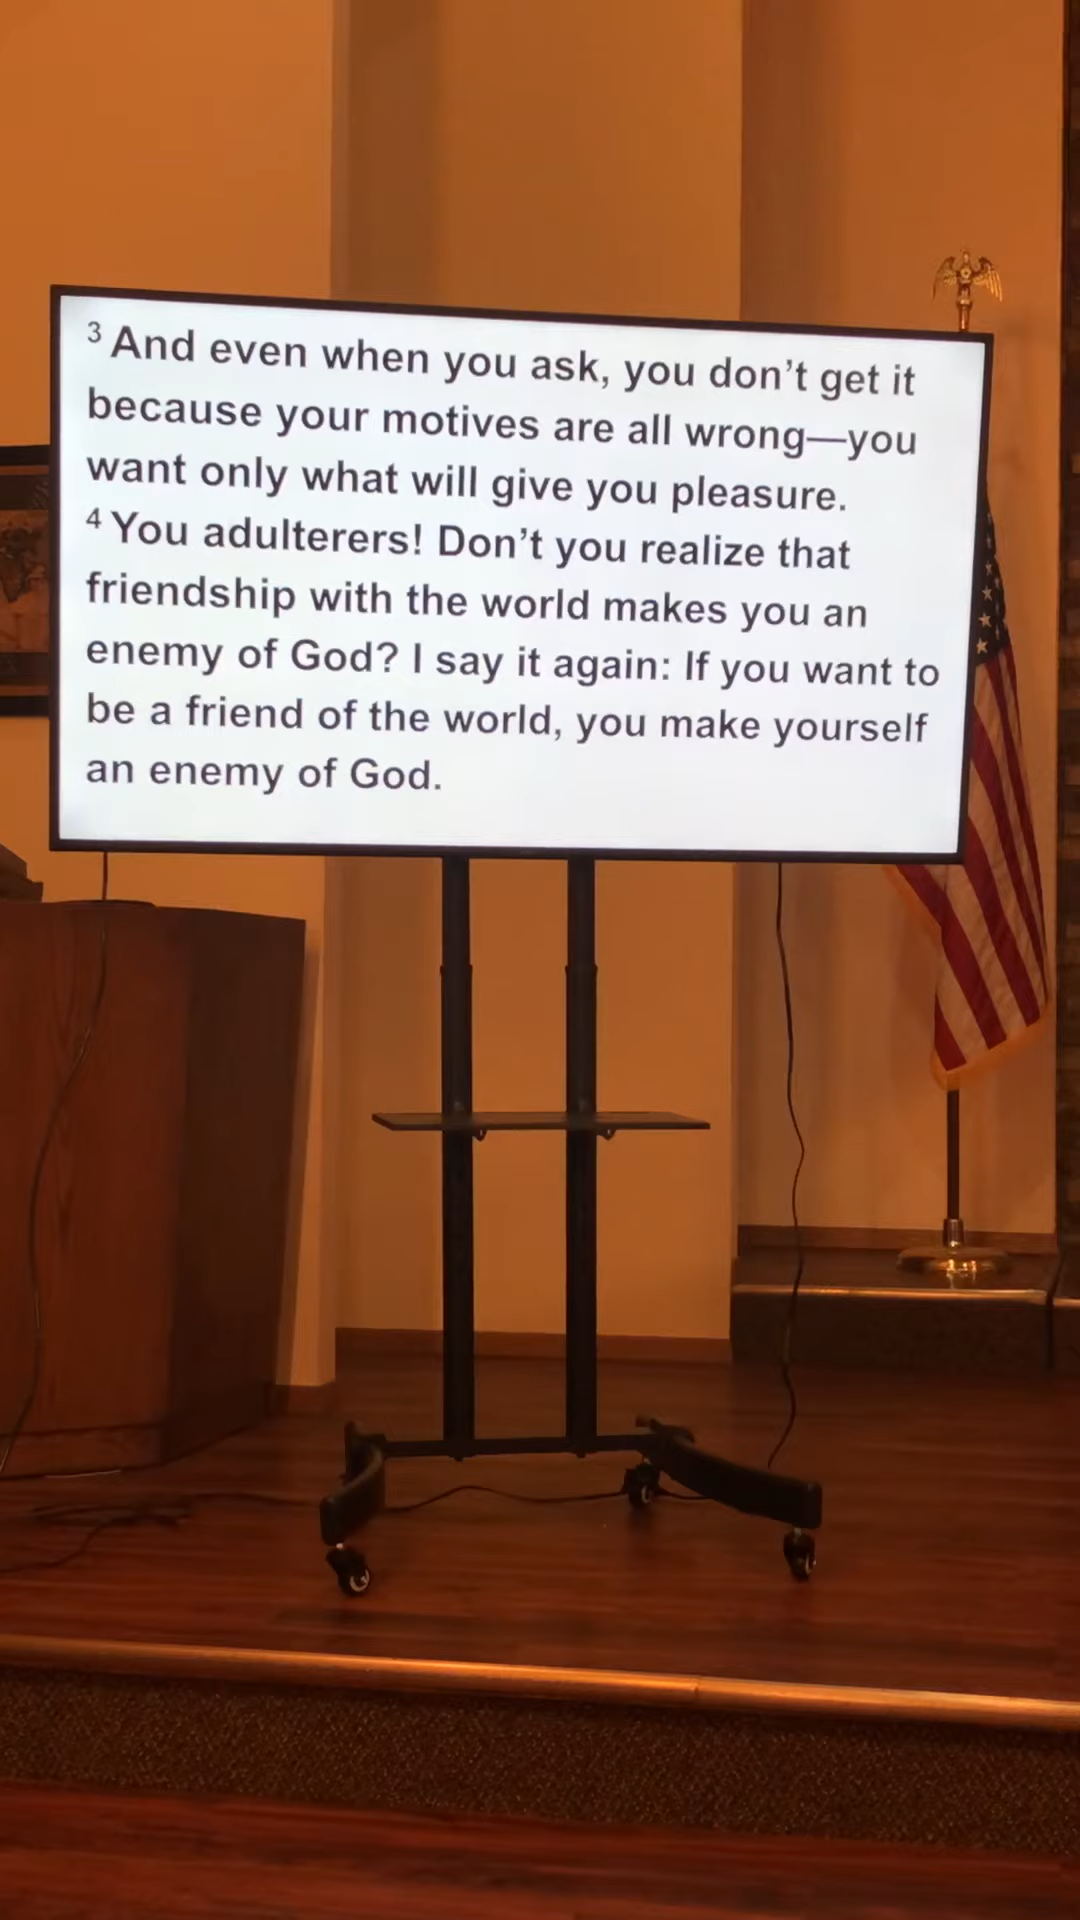 3 And even when you ask, you don’t get it
because your motives are all wrong—you
want only what will give you pleasure.
4 You adulterers! Don’t you realize that
friendship with the world makes you an
enemy of God? I say it again: If you want to
be a friend of the world, you make yourself
an enemy of God.